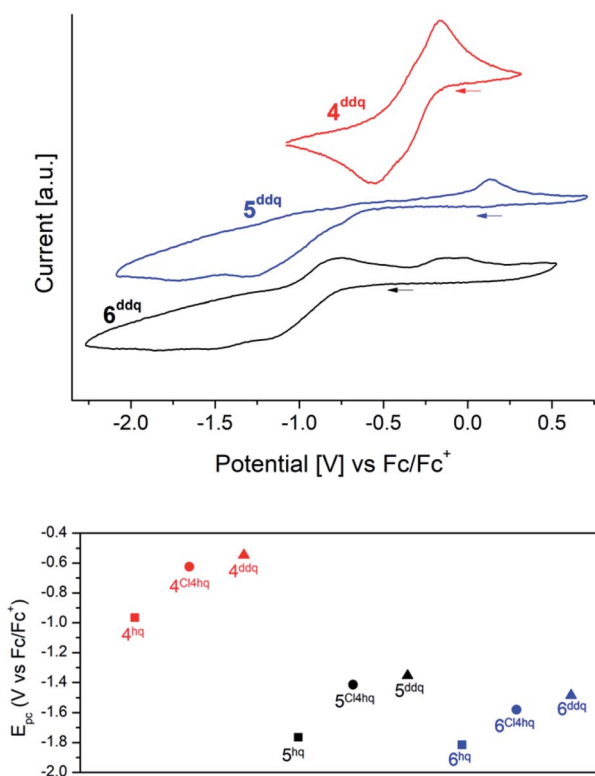 4ddq
5ddq
6ddq
Current [a.u.]
-2.0 -1.5 -1.0 -0.5 0.0 0.5
Potential [V] vs Fc/Fc+
-0.4
-0.6
-0.8
-1.0
-1.2
-1.4
-1.6
-1.8
-2.0
Epc (V vs Fc/Fc+)
4hq
4Cl4hq
4ddq
5hq
5Cl4hq
5ddq
6hq
6Cl4hq
6ddq